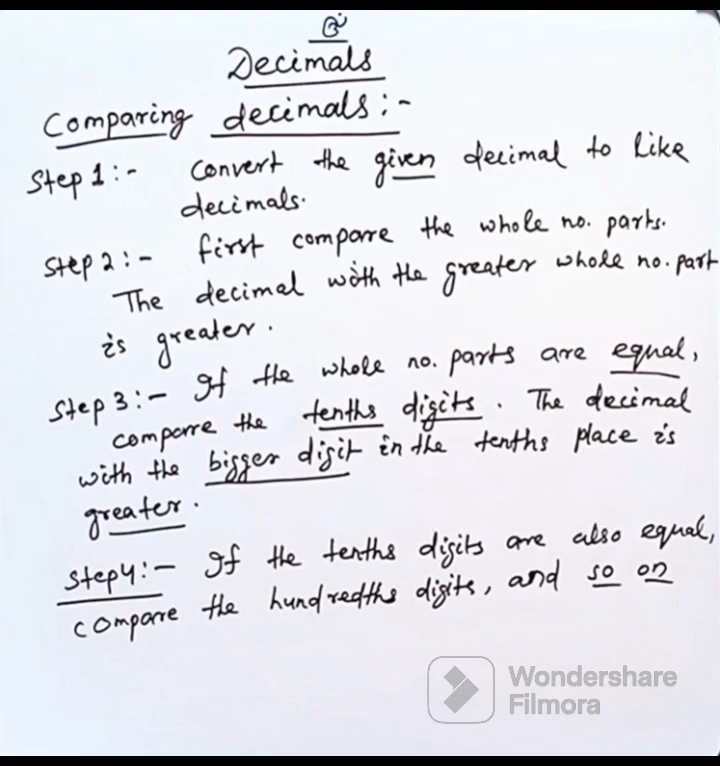 Decimals
Comparing decimals :-
Step 1 :- Convert the given decimal to like
decimals.
Step 2 :- first compare the whole no. parts.
The decimal with the greater whole no. part
is greater.
Step 3 :- If the whole no. parts are equal,
compare the tenths digits. The decimal
with the bigger digit in the tenths place is
greater.
Step 4 :- If the tenths digits are also equal,
compare the hundredths digits, and so on
Wondershare
Filmora